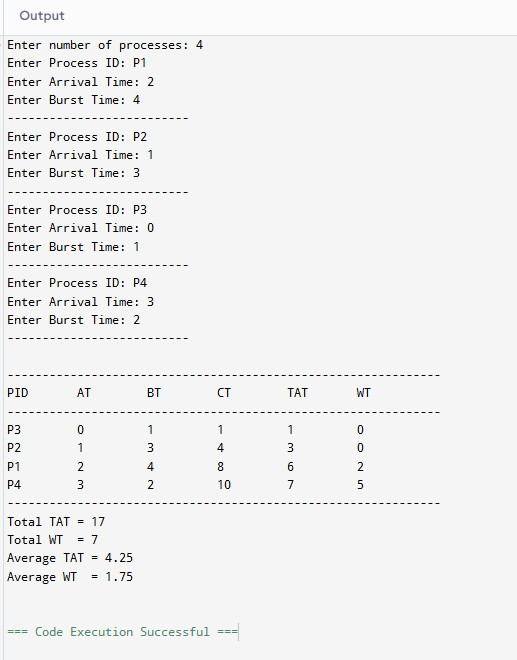 Output
Enter number of processes: 4
Enter Process ID: P1
Enter Arrival Time: 2
Enter Burst Time: 4
--------------------------
Enter Process ID: P2
Enter Arrival Time: 1
Enter Burst Time: 3
--------------------------
Enter Process ID: P3
Enter Arrival Time: 0
Enter Burst Time: 1
--------------------------
Enter Process ID: P4
Enter Arrival Time: 3
Enter Burst Time: 2
--------------------------
--------------------------------------------------------------
PID AT BT CT TAT WT
--------------------------------------------------------------
P3 0 1 1 1 0
P2 1 3 4 3 0
P1 2 4 8 6 2
P4 3 2 10 7 5
--------------------------------------------------------------
Total TAT = 17
Total WT  = 7
Average TAT = 4.25
Average WT  = 1.75
=== Code Execution Successful ===